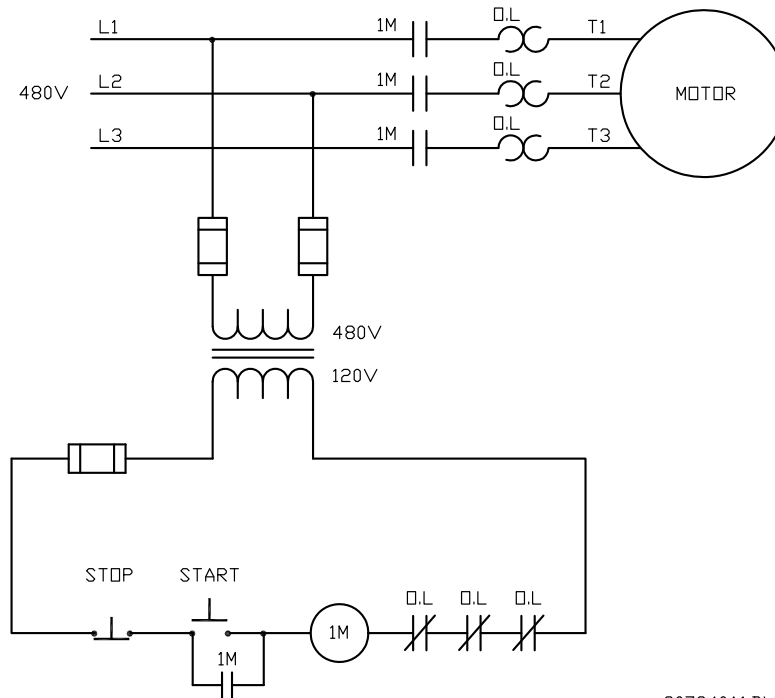 L1 1M O.L T1
480V L2 1M O.L T2 MOTOR
L3 1M O.L T3
480V
120V
STOP START
O.L O.L O.L
1M
1M